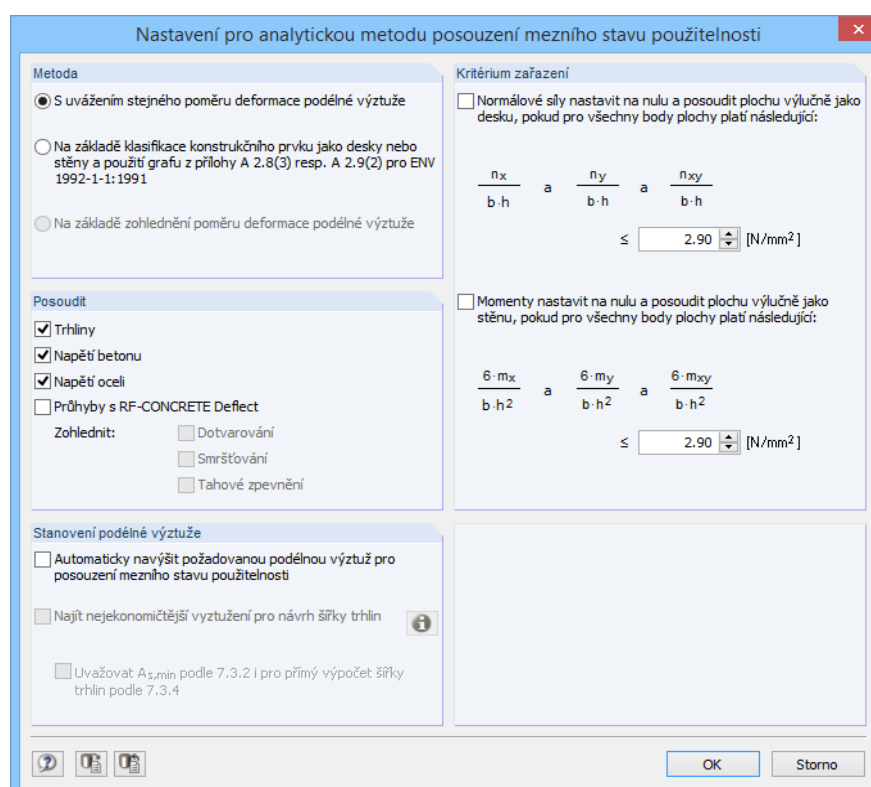 Nastavení pro analytickou metodu posouzení mezního stavu použitelnosti
Metoda
S uvážením stejného poměru deformace podélné výztuže
Na základě klasifikace konstrukčního prvku jako desky nebo
stěny a použití grafu z přílohy A 2.8(3) resp. A 2.9(2) pro ENV
1992-1-1:1991
Na základě zohlednění poměru deformace podélné výztuže
Posoudit
Trhliny
Napětí betonu
Napětí oceli
Průhyby s RF-CONCRETE Deflect
Zohlednit:
Dotvarování
Smršťování
Tahové zpevnění
Stanovení podélné výztuže
Automaticky navýšit požadovanou podélnou výztuž pro
posouzení mezního stavu použitelnosti
Najít nejekonomičtější vyztužení pro návrh šířky trhlin
Uvažovat As,min podle 7.3.2 i pro přímý výpočet šířky
trhlin podle 7.3.4
Kritérium zařazení
Normálové síly nastavit na nulu a posoudit plochu výlučně jako
desku, pokud pro všechny body plochy platí následující:
nx a ny a nxy
b·h b·h b·h
≤ 2.90 [N/mm2]
Momenty nastavit na nulu a posoudit plochu výlučně jako
stěnu, pokud pro všechny body plochy platí následující:
6·mx a 6·my a 6·mxy
b·h2 b·h2 b·h2
≤ 2.90 [N/mm2]
OK
Storno